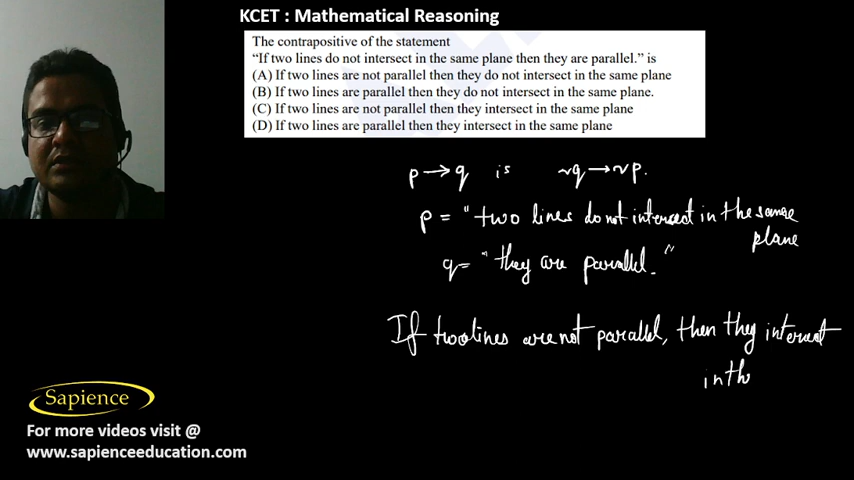 KCET : Mathematical Reasoning
The contrapositive of the statement
“If two lines do not intersect in the same plane then they are parallel.” is
(A) If two lines are not parallel then they do not intersect in the same plane
(B) If two lines are parallel then they do not intersect in the same plane.
(C) If two lines are not parallel then they intersect in the same plane
(D) If two lines are parallel then they intersect in the same plane
p → q is ~q → ~p.
p = " two lines do not intersect in the same
plane
q = " they are parallel. "
If two lines are not parallel, then they intersect
in th
Sapience
For more videos visit @
www.sapienceeducation.com